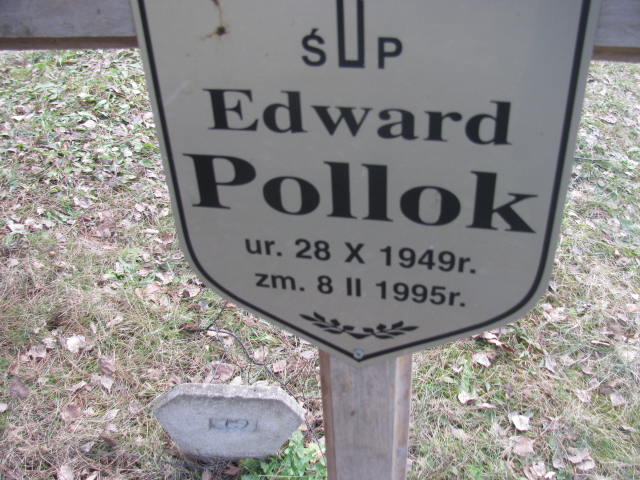 Ś P
Edward
Pollok
ur. 28 X 1949r.
zm. 8 II 1995r.